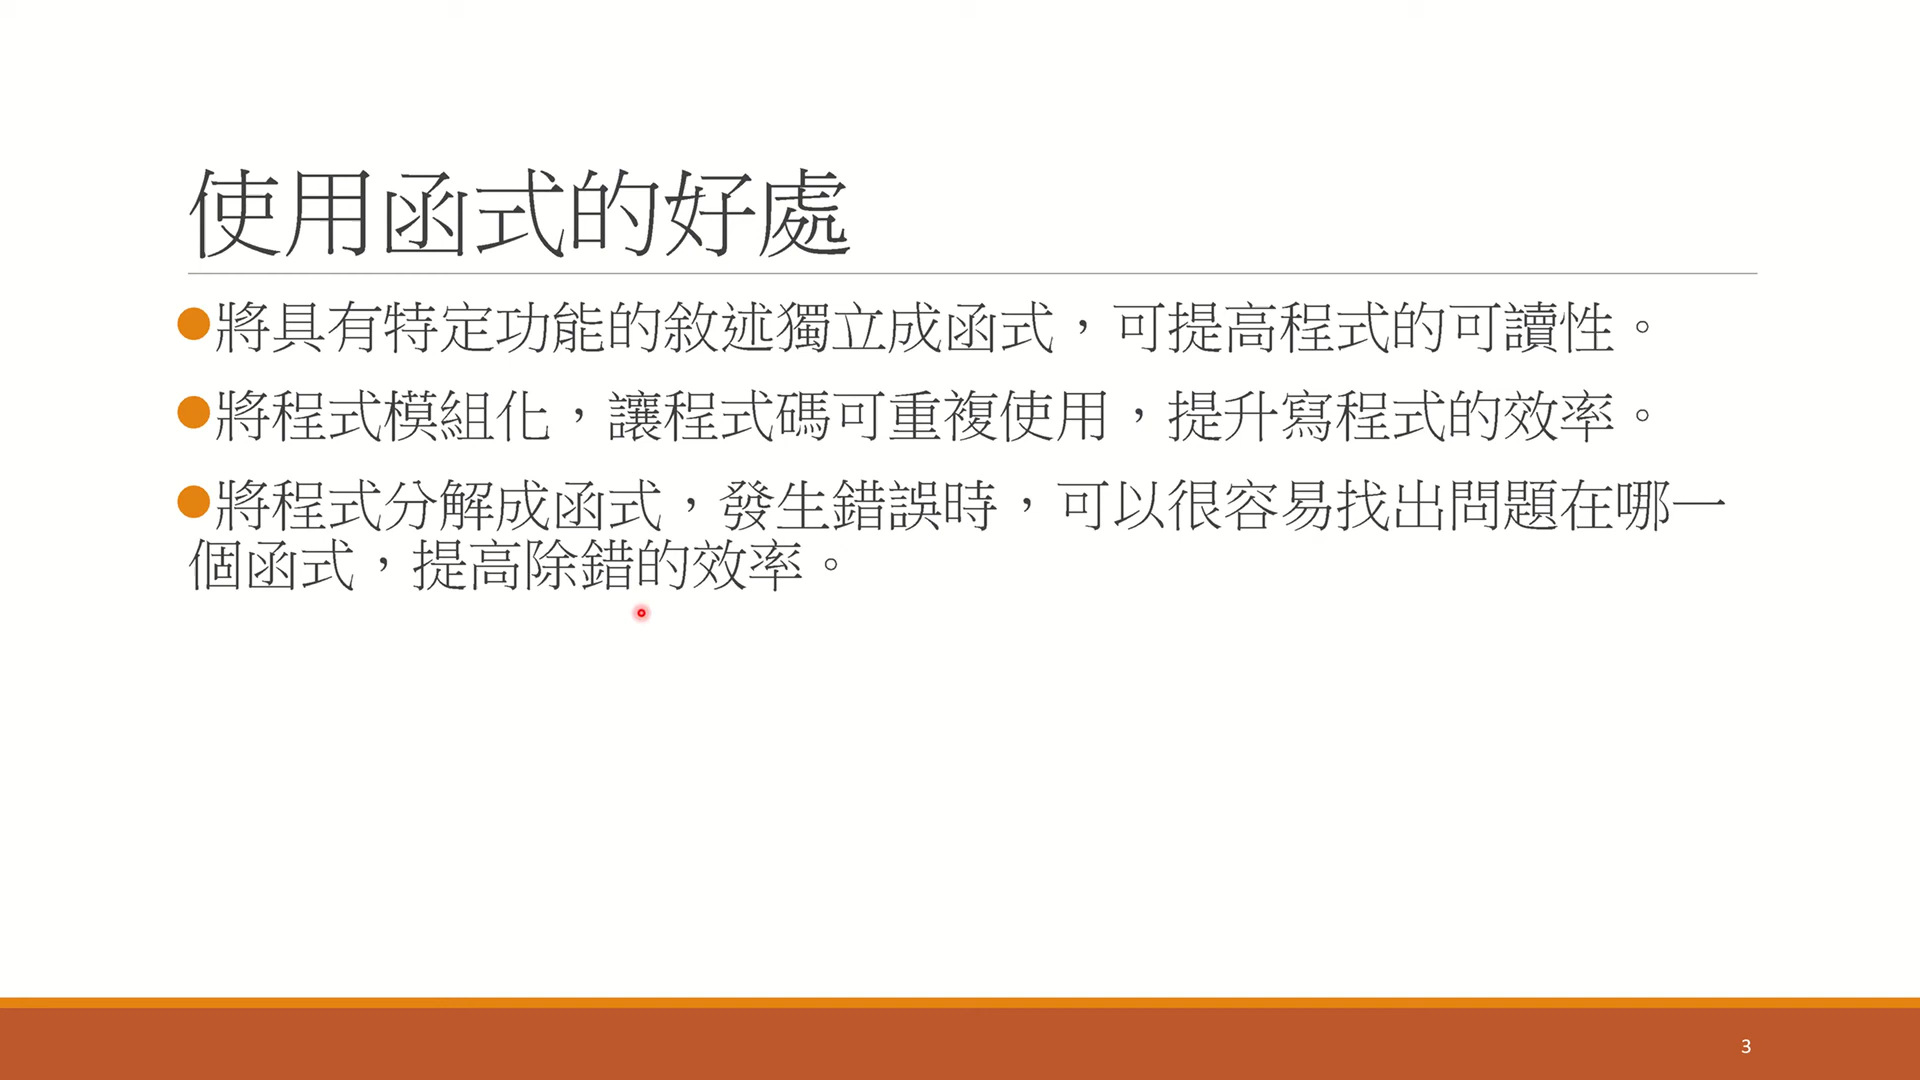 使用函式的好處
●將具有特定功能的敘述獨立成函式，可提高程式的可讀性。
●將程式模組化，讓程式碼可重複使用，提升寫程式的效率。
●將程式分解成函式，發生錯誤時，可以很容易找出問題在哪一
個函式，提高除錯的效率。
3